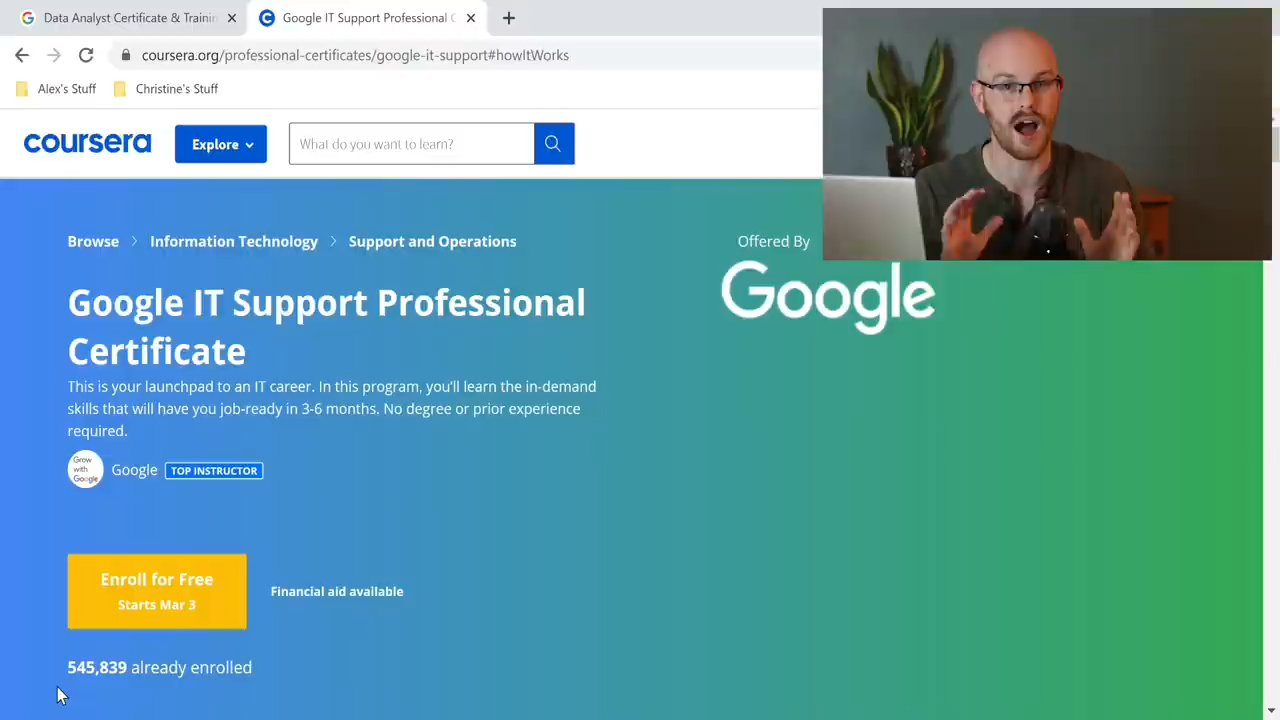 Data Analyst Certificate & Trainin
Google IT Support Professional C
coursera.org/professional-certificates/google-it-support#howItWorks
Alex's Stuff
Christine's Stuff
coursera
Explore
What do you want to learn?
Browse
Information Technology
Support and Operations
Offered By
Google
Google IT Support Professional
Certificate
This is your launchpad to an IT career. In this program, you'll learn the in-demand
skills that will have you job-ready in 3-6 months. No degree or prior experience
required.
Grow
with
Google
Google
TOP INSTRUCTOR
Enroll for Free
Starts Mar 3
Financial aid available
545,839 already enrolled